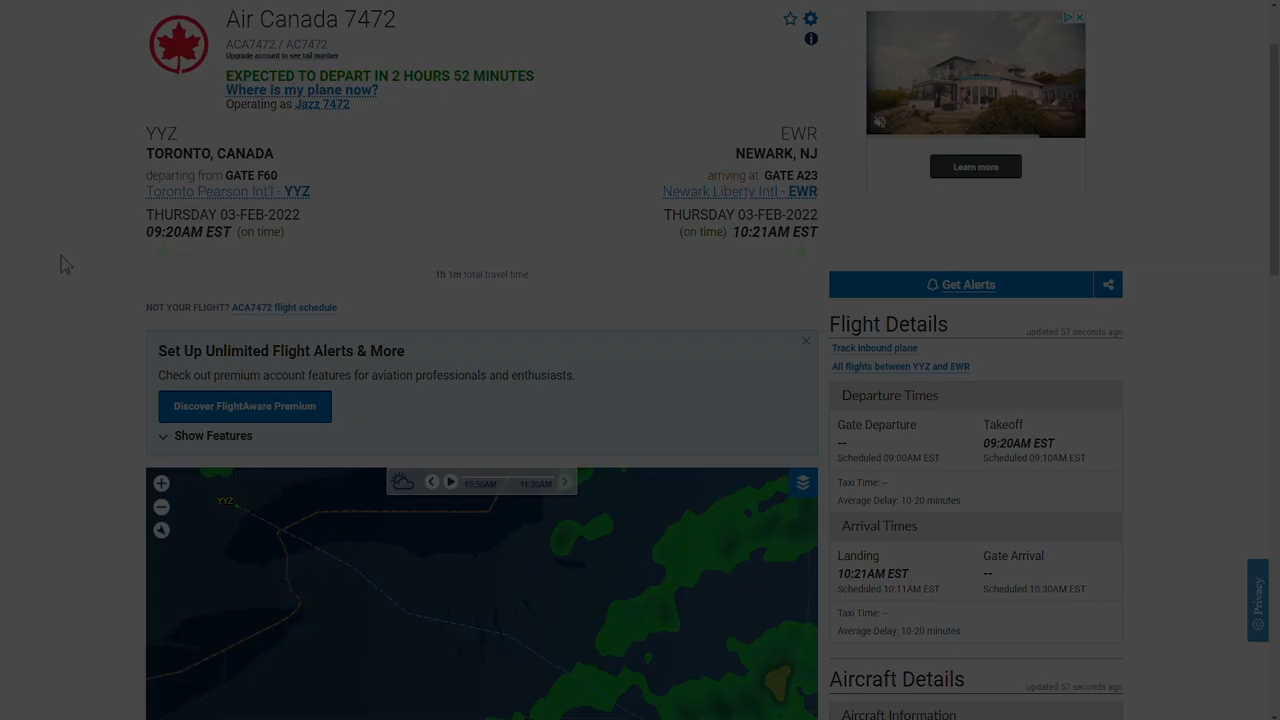 Air Canada 7472
ACA7472 / AC7472
Upgrade account to see tail number
EXPECTED TO DEPART IN 2 HOURS 52 MINUTES
Where is my plane now?
Operating as Jazz 7472
YYZ
TORONTO, CANADA
departing from GATE F60
Toronto Pearson Int'l - YYZ
THURSDAY 03-FEB-2022
09:20AM EST (on time)
EWR
NEWARK, NJ
arriving at GATE A23
Newark Liberty Intl - EWR
THURSDAY 03-FEB-2022
(on time) 10:21AM EST
1h 1m total travel time
NOT YOUR FLIGHT? ACA7472 flight schedule
Set Up Unlimited Flight Alerts & More
Check out premium account features for aviation professionals and enthusiasts.
Discover FlightAware Premium
Show Features
YYZ
10:50AM 11:20AM
Learn more
Get Alerts
Flight Details
updated 57 seconds ago
Track inbound plane
All flights between YYZ and EWR
Departure Times
Gate Departure Takeoff
-- 09:20AM EST
Scheduled 09:00AM EST Scheduled 09:10AM EST
Taxi Time: --
Average Delay: 10-20 minutes
Arrival Times
Landing Gate Arrival
10:21AM EST --
Scheduled 10:11AM EST Scheduled 10:30AM EST
Taxi Time: --
Average Delay: 10-20 minutes
Aircraft Details
updated 57 seconds ago
Aircraft Information
Privacy